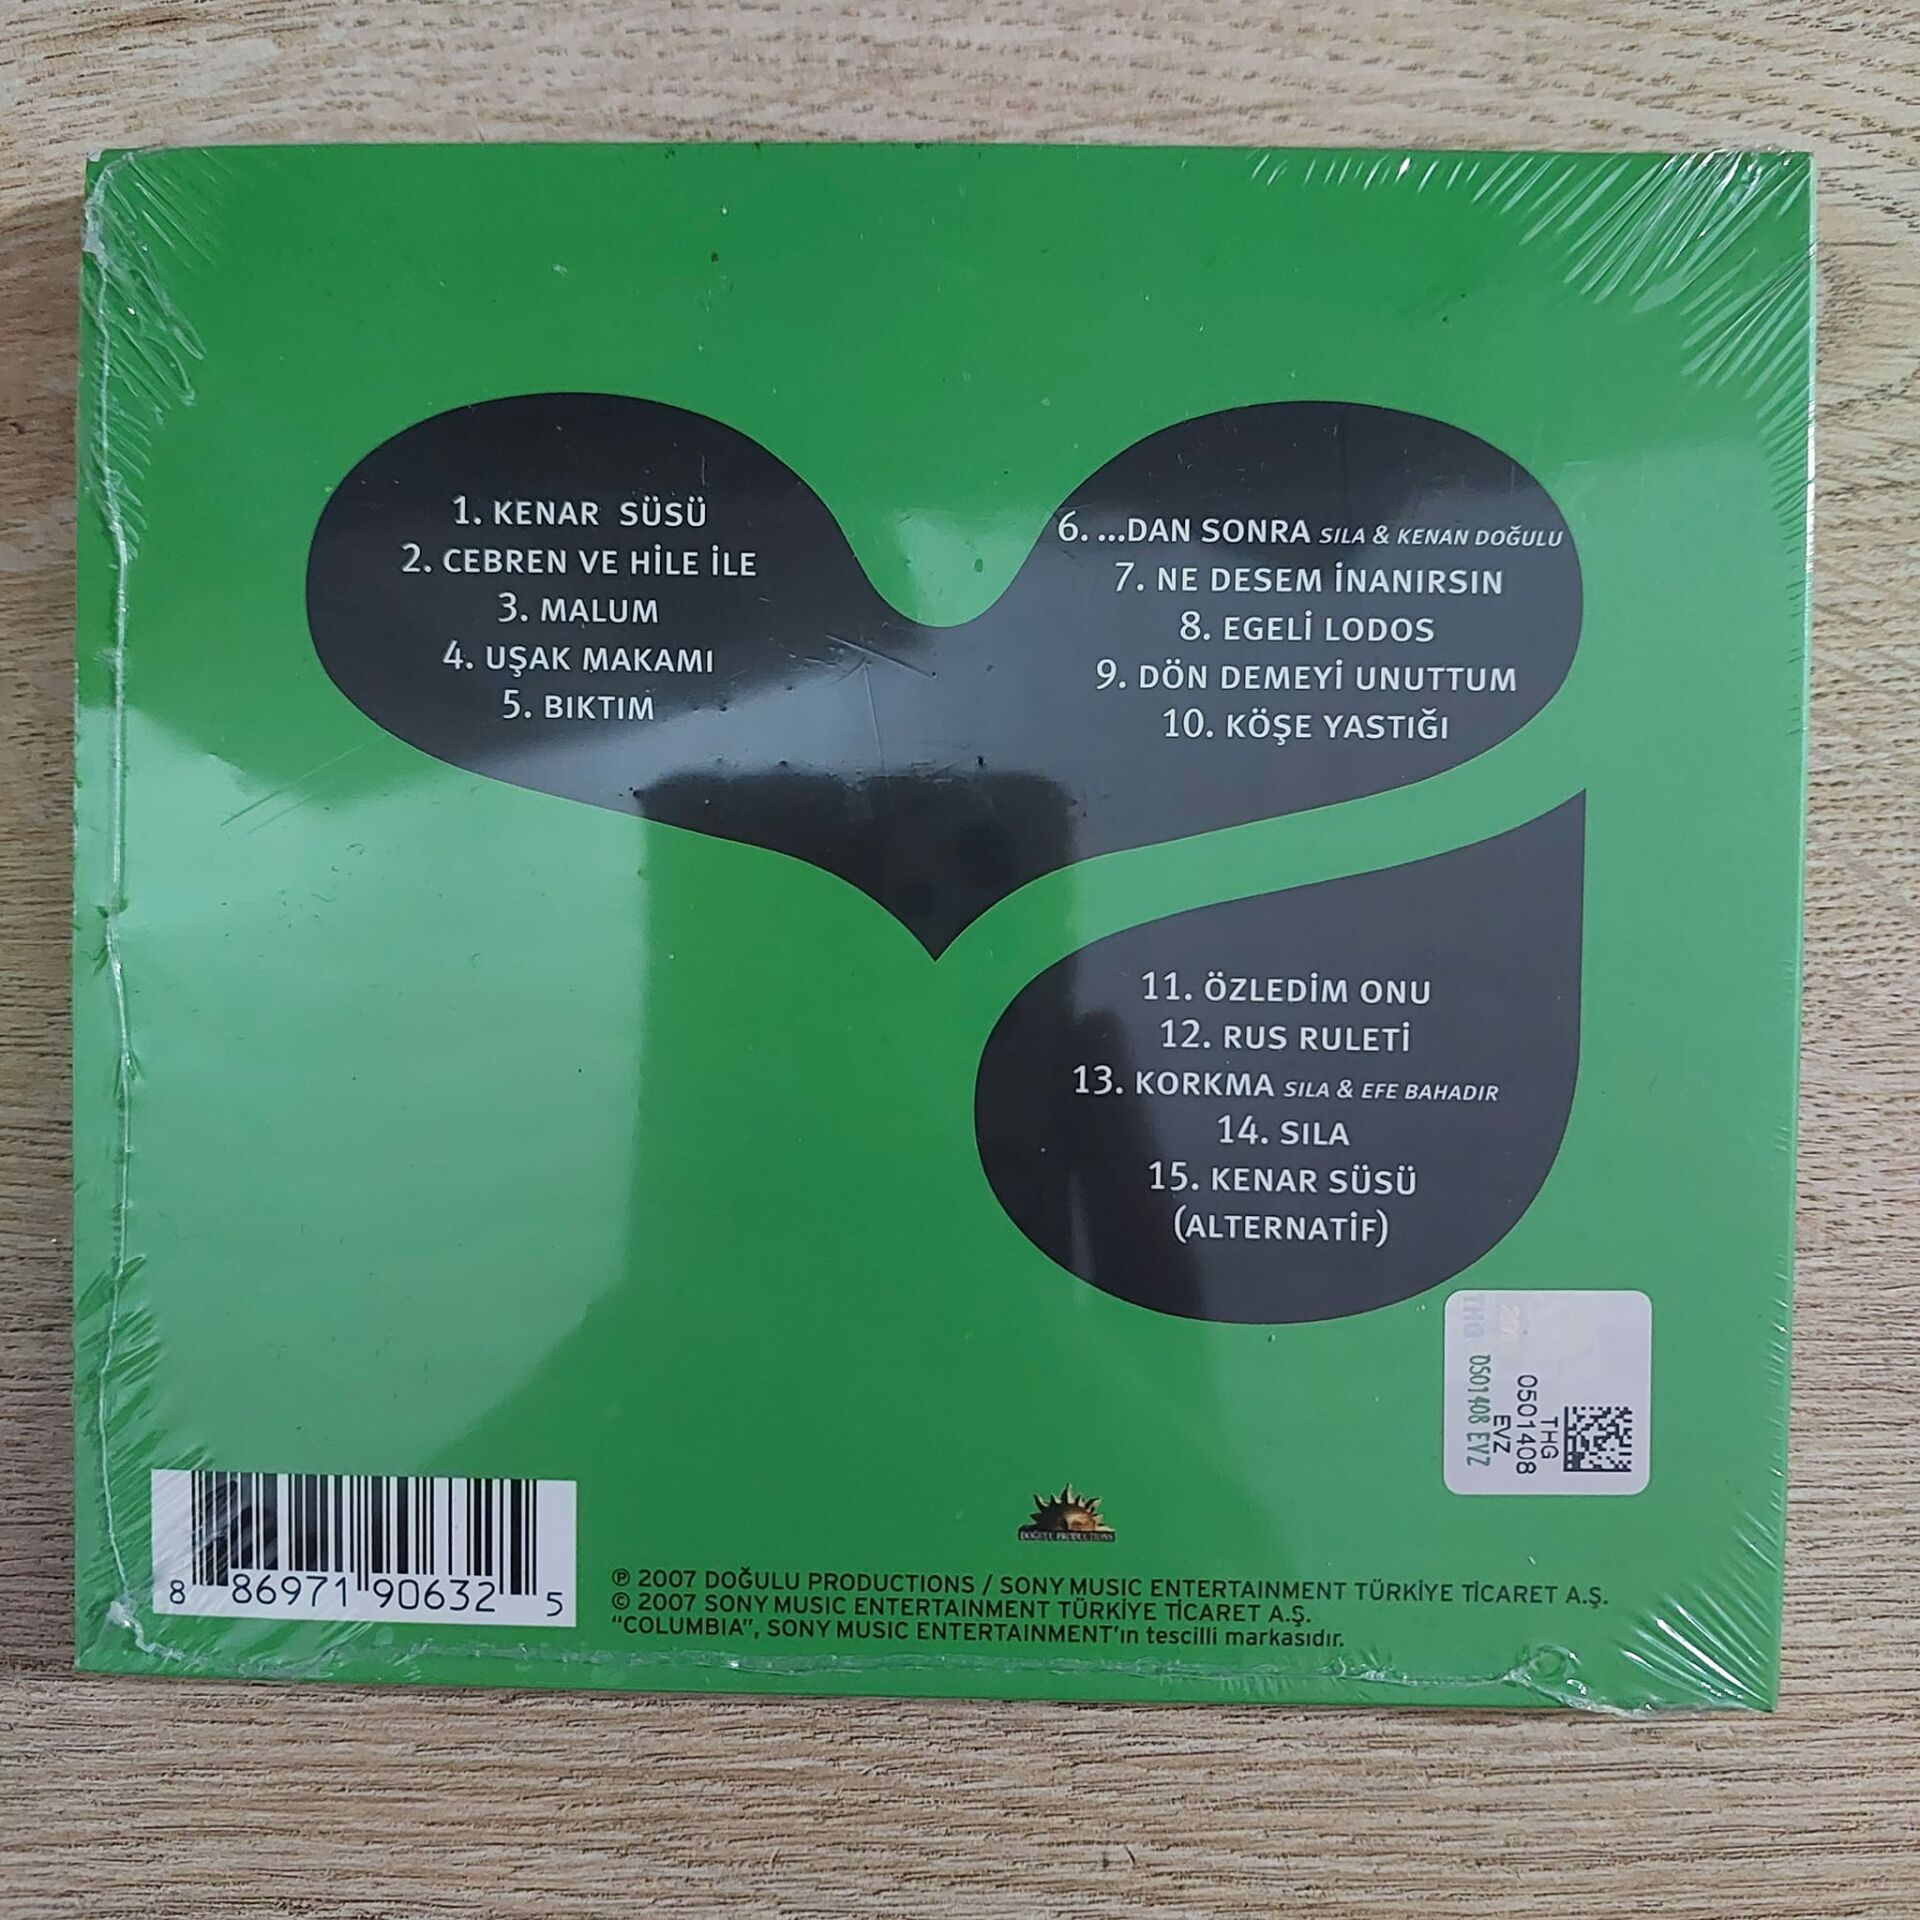 1. KENAR SÜSÜ
2. CEBREN VE HİLE İLE
3. MALUM
4. UŞAK MAKAMI
5. BIKTIM
6. ...DAN SONRA SILA & KENAN DOĞULU
7. NE DESEM İNANIRSIN
8. EGELİ LODOS
9. DÖN DEMEYİ UNUTTUM
10. KÖŞE YASTIĞI
11. ÖZLEDİM ONU
12. RUS RULETİ
13. KORKMA SILA & EFE BAHADIR
14. SILA
15. KENAR SÜSÜ
(ALTERNATİF)
THG
0501408
EVZ
THG 0501408 EVZ
DOĞULU PRODUCTIONS
8 86971 90632 5
℗ 2007 DOĞULU PRODUCTIONS / SONY MUSIC ENTERTAINMENT TÜRKİYE TİCARET A.Ş.
© 2007 SONY MUSIC ENTERTAINMENT TÜRKİYE TİCARET A.Ş.
"COLUMBIA", SONY MUSIC ENTERTAINMENT'ın tescilli markasıdır.